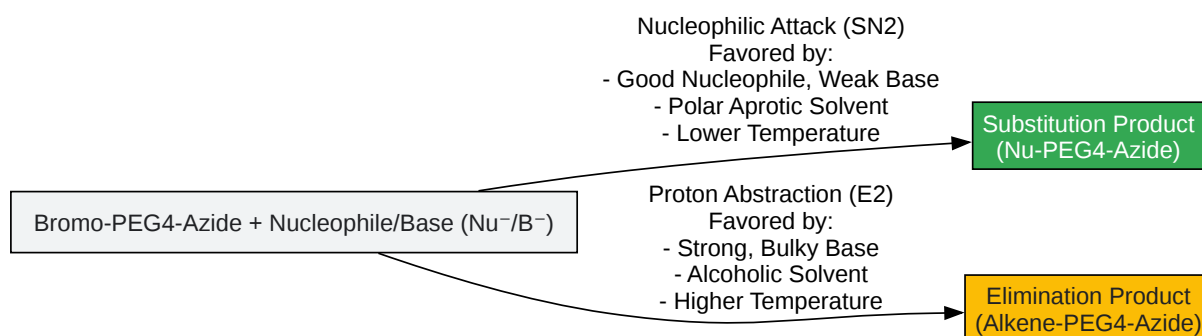 Nucleophilic Attack (SN2)
Favored by:
- Good Nucleophile, Weak Base
- Polar Aprotic Solvent
- Lower Temperature
Substitution Product
(Nu-PEG4-Azide)
Bromo-PEG4-Azide + Nucleophile/Base (Nu⁻/B⁻)
Proton Abstraction (E2)
Favored by:
- Strong, Bulky Base
- Alcoholic Solvent
- Higher Temperature
Elimination Product
(Alkene-PEG4-Azide)